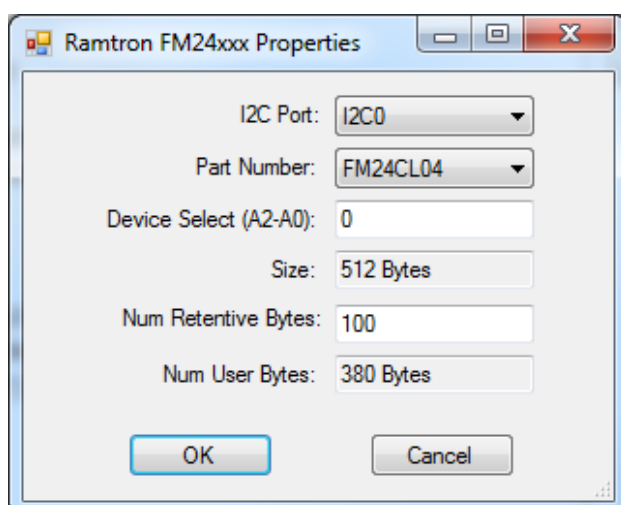 Ramtron FM24xxx Properties
I2C Port: I2C0
Part Number: FM24CL04
Device Select (A2-A0): 0
Size: 512 Bytes
Num Retentive Bytes: 100
Num User Bytes: 380 Bytes
OK Cancel